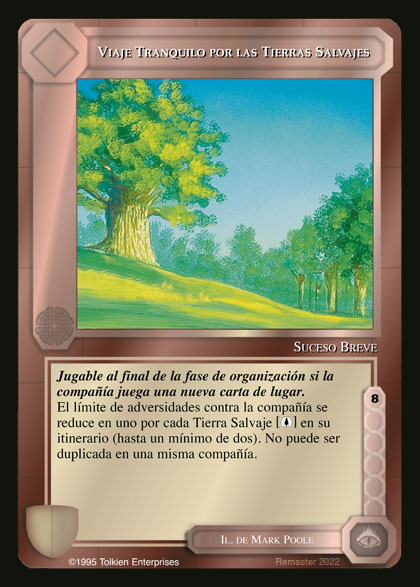 Viaje Tranquilo por las Tierras Salvajes
Suceso Breve
Jugable al final de la fase de organización si la
compañía juega una nueva carta de lugar.
El límite de adversidades contra la compañía se
reduce en uno por cada Tierra Salvaje [ ] en su
itinerario (hasta un mínimo de dos). No puede ser
duplicada en una misma compañía.
8
Il. de Mark Poole
©1995 Tolkien Enterprises
Remaster 2022